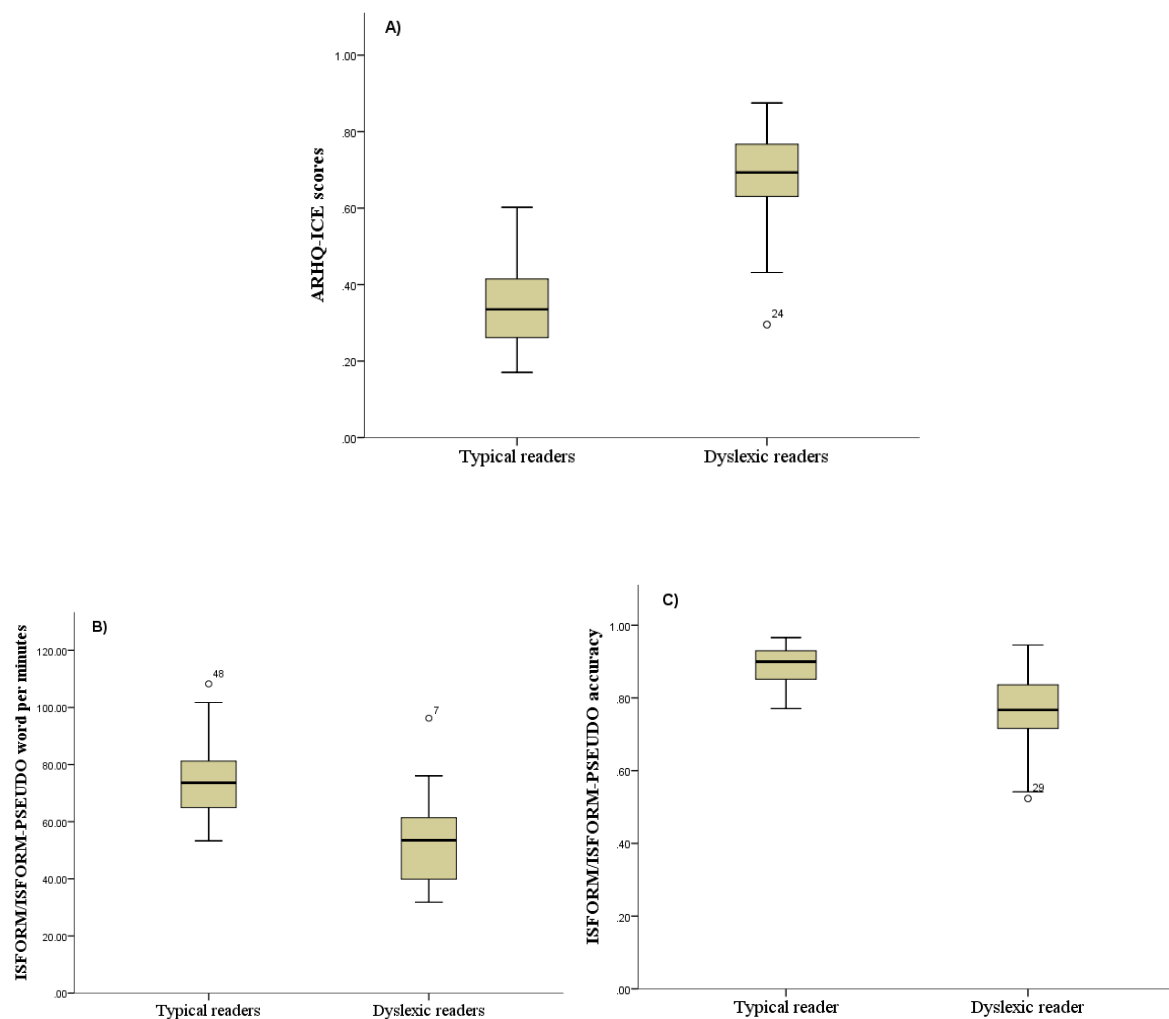 A)
ARHQ-ICE scores
1.00
.80
.60
.40
.20
.00
24
Typical readers
Dyslexic readers
B)
ISFORM/ISFORM-PSEUDO word per minutes
120.00
100.00
80.00
60.00
40.00
20.00
.00
48
7
Typical readers
Dyslexic readers
C)
ISFORM/ISFORM-PSEUDO accuracy
1.00
.80
.60
.40
.20
.00
29
Typical reader
Dyslexic reader